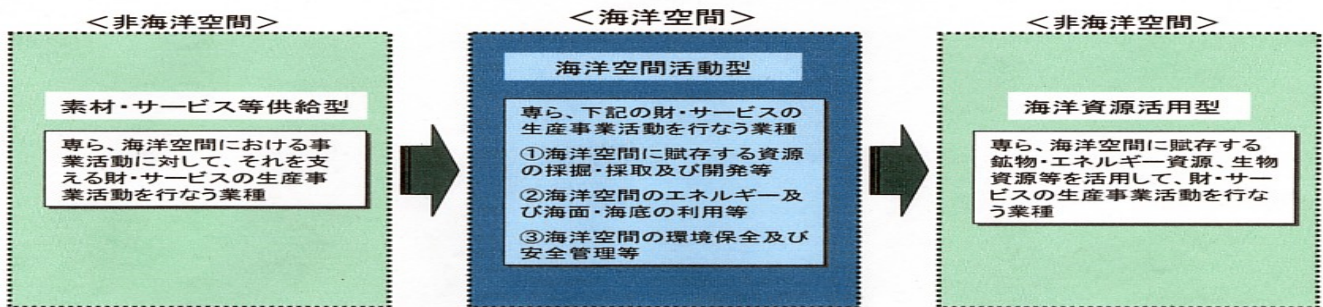 ＜非海洋空間＞
素材・サービス等供給型
専ら、海洋空間における事
業活動に対して、それを支
える財・サービスの生産事
業活動を行なう業種
＜海洋空間＞
海洋空間活動型
専ら、下記の財・サービスの
生産事業活動を行なう業種
①海洋空間に賦存する資源
の採掘・採取及び開発等
②海洋空間のエネルギー及
び海面・海底の利用等
③海洋空間の環境保全及び
安全管理等
＜非海洋空間＞
海洋資源活用型
専ら、海洋空間に賦存する
鉱物・エネルギー資源、生物
資源等を活用して、財・サー
ビスの生産事業活動を行な
う業種